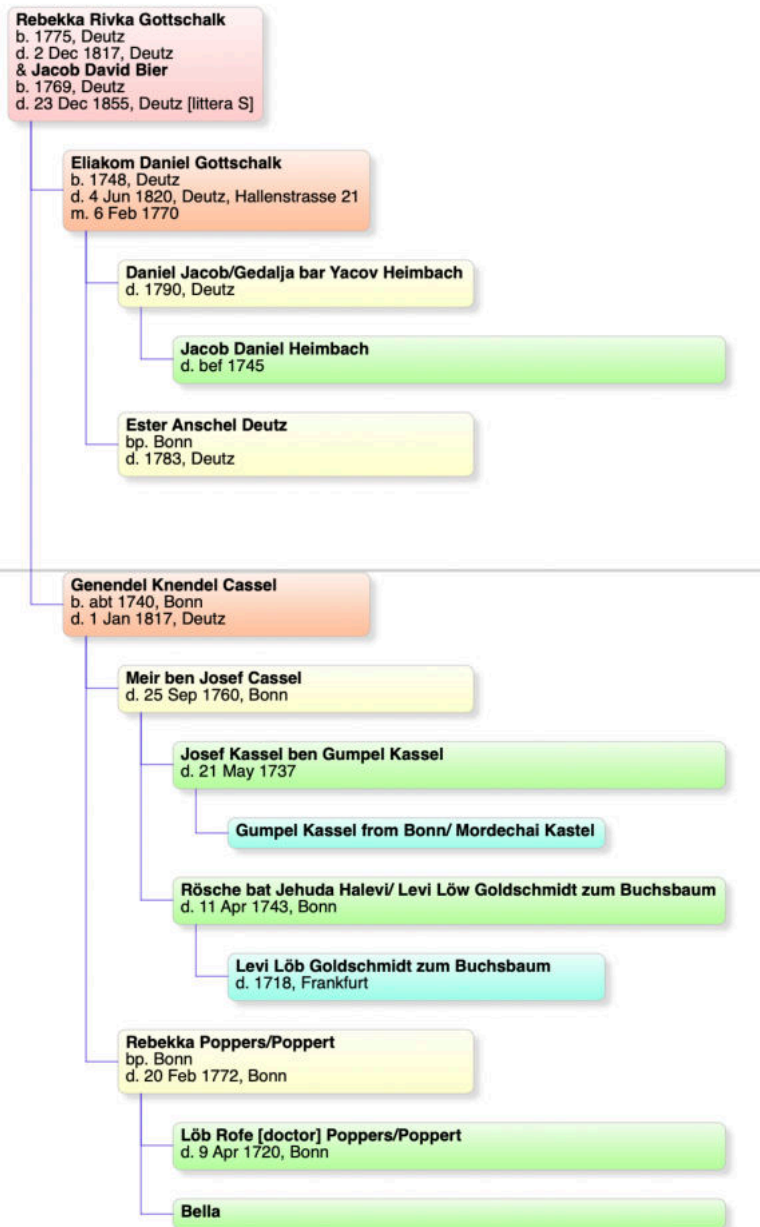 Rebekka Rivka Gottschalk
b. 1775, Deutz
d. 2 Dec 1817, Deutz
& Jacob David Bier
b. 1769, Deutz
d. 23 Dec 1855, Deutz [littera S]
Eliakom Daniel Gottschalk
b. 1748, Deutz
d. 4 Jun 1820, Deutz, Hallenstrasse 21
m. 6 Feb 1770
Daniel Jacob/Gedalja bar Yacov Heimbach
d. 1790, Deutz
Jacob Daniel Heimbach
d. bef 1745
Ester Anschel Deutz
bp. Bonn
d. 1783, Deutz
Genendel Knendel Cassel
b. abt 1740, Bonn
d. 1 Jan 1817, Deutz
Meir ben Josef Cassel
d. 25 Sep 1760, Bonn
Josef Kassel ben Gumpel Kassel
d. 21 May 1737
Gumpel Kassel from Bonn/ Mordechai Kastel
Rösche bat Jehuda Halevi/ Levi Löw Goldschmidt zum Buchsbaum
d. 11 Apr 1743, Bonn
Levi Löb Goldschmidt zum Buchsbaum
d. 1718, Frankfurt
Rebekka Poppers/Poppert
bp. Bonn
d. 20 Feb 1772, Bonn
Löb Rofe [doctor] Poppers/Poppert
d. 9 Apr 1720, Bonn
Bella